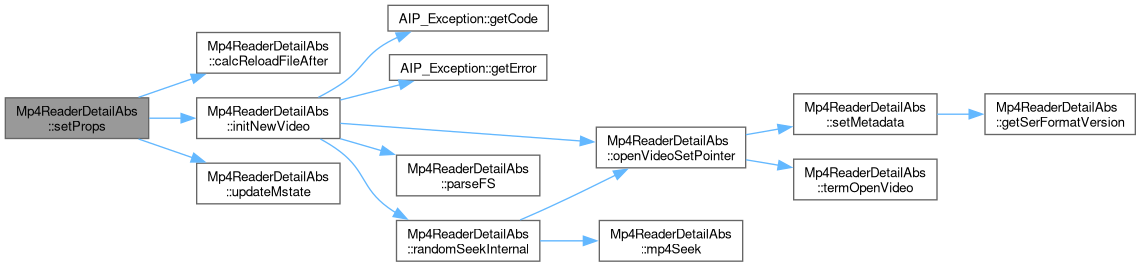 Mp4ReaderDetailAbs
::setProps
Mp4ReaderDetailAbs
::calcReloadFileAfter
Mp4ReaderDetailAbs
::initNewVideo
Mp4ReaderDetailAbs
::updateMstate
AIP_Exception::getCode
AIP_Exception::getError
Mp4ReaderDetailAbs
::parseFS
Mp4ReaderDetailAbs
::randomSeekInternal
Mp4ReaderDetailAbs
::openVideoSetPointer
Mp4ReaderDetailAbs
::mp4Seek
Mp4ReaderDetailAbs
::setMetadata
Mp4ReaderDetailAbs
::termOpenVideo
Mp4ReaderDetailAbs
::getSerFormatVersion